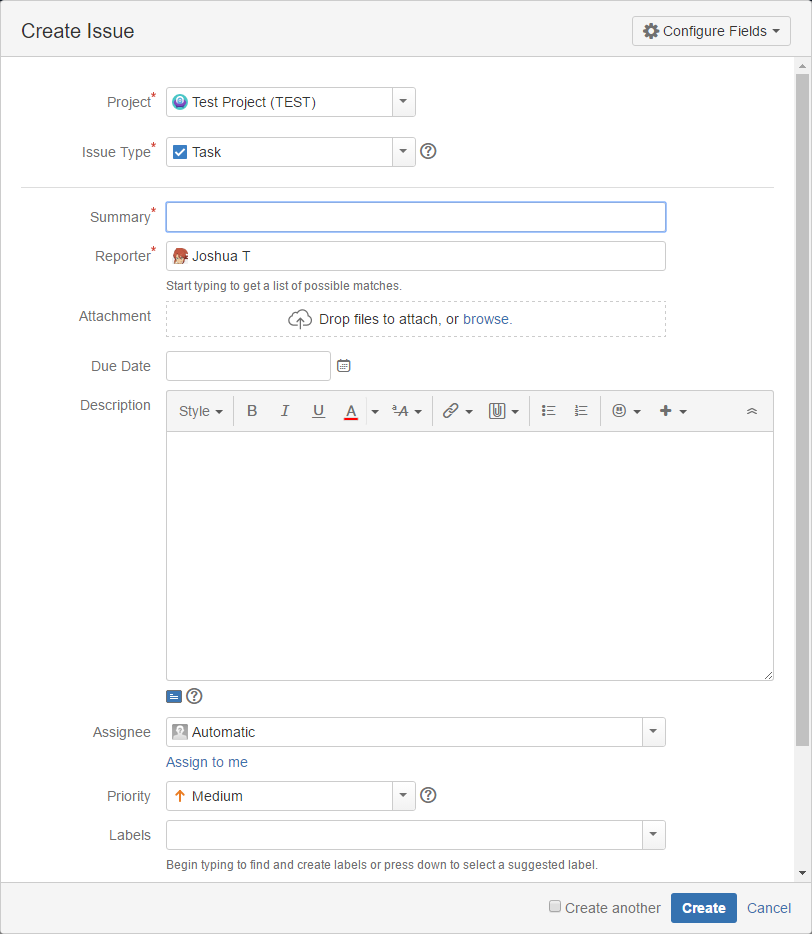 Create Issue
Configure Fields
Project* Test Project (TEST)
Issue Type* Task
Summary*
Reporter* Joshua T
Start typing to get a list of possible matches.
Attachment Drop files to attach, or browse.
Due Date
Description Style B I U A ªA
Assignee Automatic
Assign to me
Priority Medium
Labels
Begin typing to find and create labels or press down to select a suggested label.
Create another Create Cancel